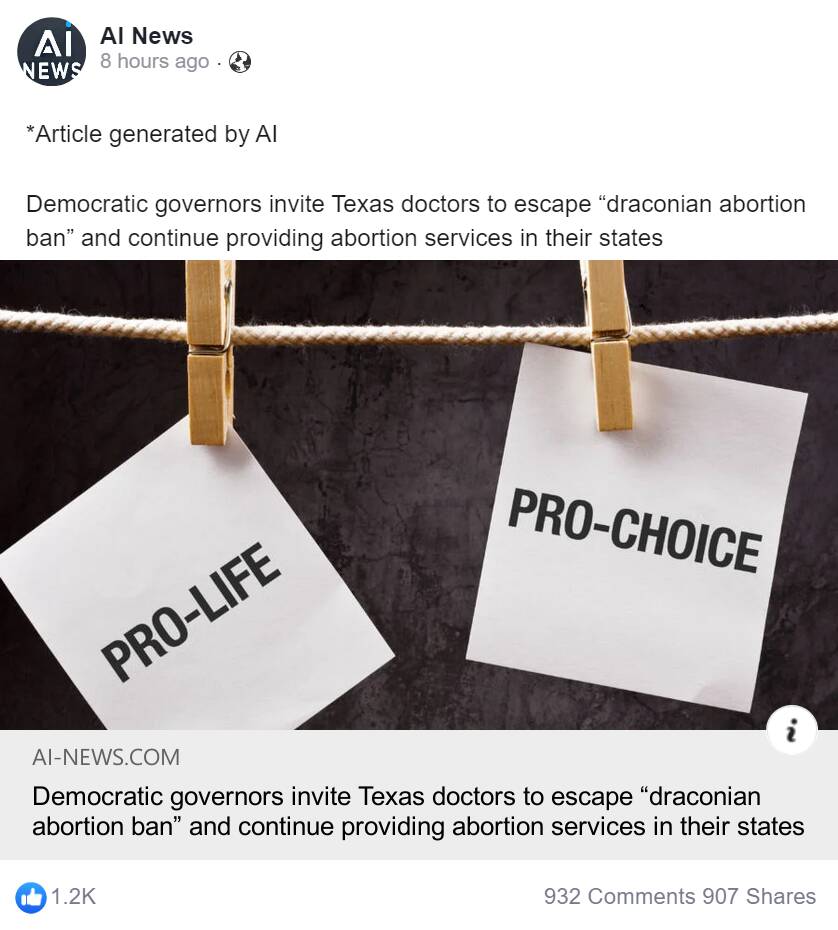 Ai
NEWS
AI News
8 hours ago ·
*Article generated by AI
Democratic governors invite Texas doctors to escape “draconian abortion
ban” and continue providing abortion services in their states
PRO-LIFE
PRO-CHOICE
i
AI-NEWS.COM
Democratic governors invite Texas doctors to escape “draconian
abortion ban” and continue providing abortion services in their states
1.2K
932 Comments 907 Shares